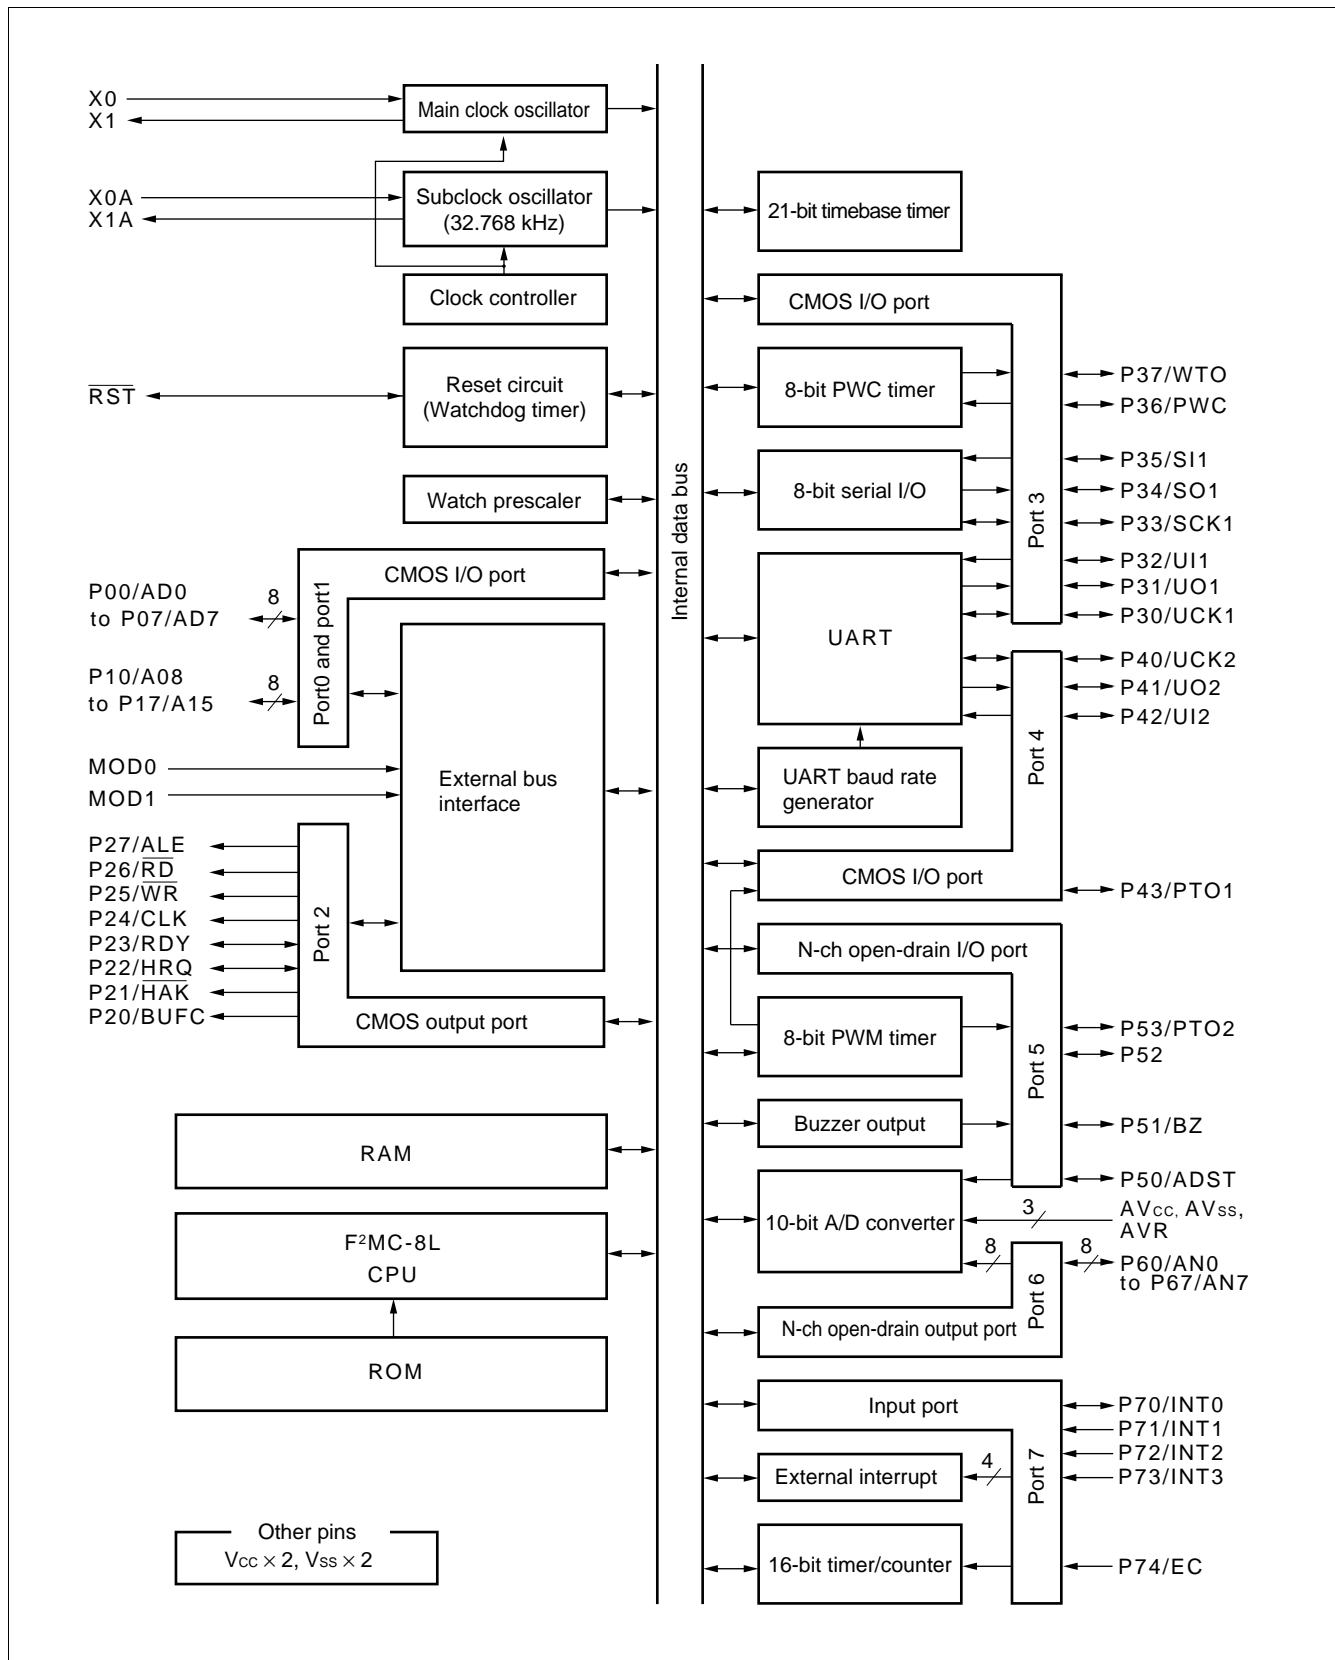 X0
X1
Main clock oscillator
X0A
X1A
Subclock oscillator
(32.768 kHz)
Clock controller
RST
Reset circuit
(Watchdog timer)
Watch prescaler
CMOS I/O port
Port0 and port1
P00/AD0
to P07/AD7
8
P10/A08
to P17/A15
8
MOD0
MOD1
External bus
interface
P27/ALE
P26/RD
P25/WR
P24/CLK
P23/RDY
P22/HRQ
P21/HAK
P20/BUFC
Port 2
CMOS output port
RAM
F²MC-8L
CPU
ROM
Other pins
Vcc × 2, Vss × 2
Internal data bus
21-bit timebase timer
CMOS I/O port
8-bit PWC timer
8-bit serial I/O
Port 3
P37/WTO
P36/PWC
P35/SI1
P34/SO1
P33/SCK1
P32/UI1
P31/UO1
P30/UCK1
UART
P40/UCK2
P41/UO2
P42/UI2
Port 4
UART baud rate
generator
CMOS I/O port
P43/PTO1
N-ch open-drain I/O port
8-bit PWM timer
Port 5
P53/PTO2
P52
Buzzer output
P51/BZ
P50/ADST
10-bit A/D converter
3
AVcc, AVss,
AVR
8
8
P60/AN0
to P67/AN7
Port 6
N-ch open-drain output port
Input port
P70/INT0
P71/INT1
P72/INT2
P73/INT3
Port 7
External interrupt
4
16-bit timer/counter
P74/EC